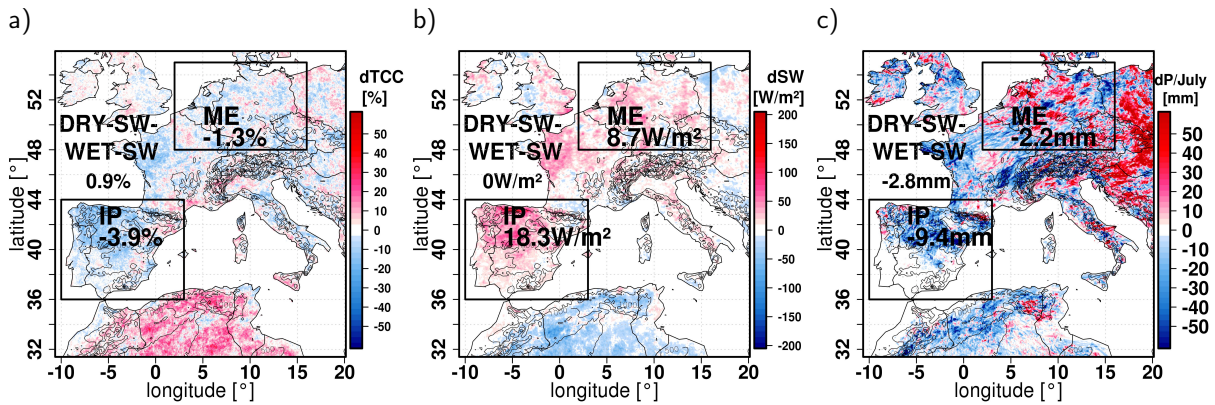 a)
dTCC
[%]
52
48
44
40
36
32
latitude [°]
DRY-SW-
WET-SW
0.9%
ME
-1.3%
IP
-3.9%
50
40
30
20
10
0
-10
-20
-30
-40
-50
-10 -5 0 5 10 15 20
longitude [°]
b)
dSW
[W/m²]
52
48
44
40
36
32
latitude [°]
DRY-SW-
WET-SW
0W/m²
ME
8.7W/m²
IP
18.3W/m²
200
150
100
50
0
-50
-100
-150
-200
-10 -5 0 5 10 15 20
longitude [°]
c)
dP/July
[mm]
52
48
44
40
36
32
latitude [°]
DRY-SW-
WET-SW
-2.8mm
ME
-2.2mm
IP
-9.4mm
50
40
30
20
10
0
-10
-20
-30
-40
-50
-10 -5 0 5 10 15 20
longitude [°]